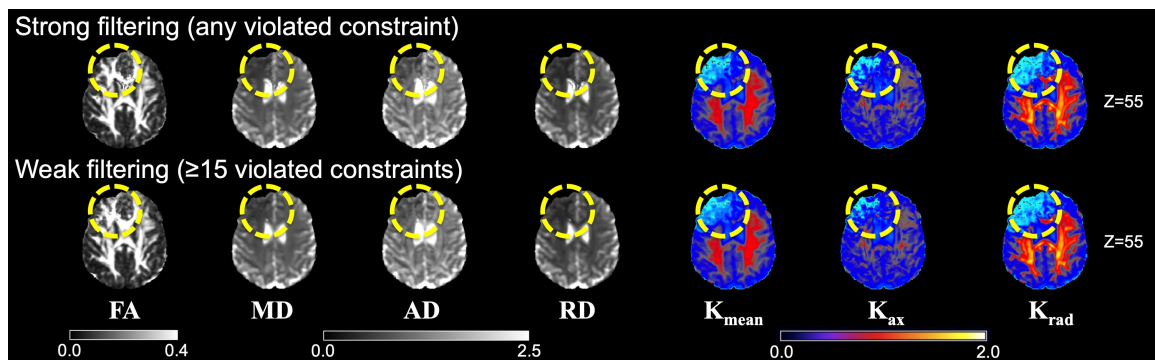 Strong filtering (any violated constraint)
Z=55
Weak filtering (≥15 violated constraints)
Z=55
FA MD AD RD Kmean Kax Krad
0.0 0.4 0.0 2.5 0.0 2.0